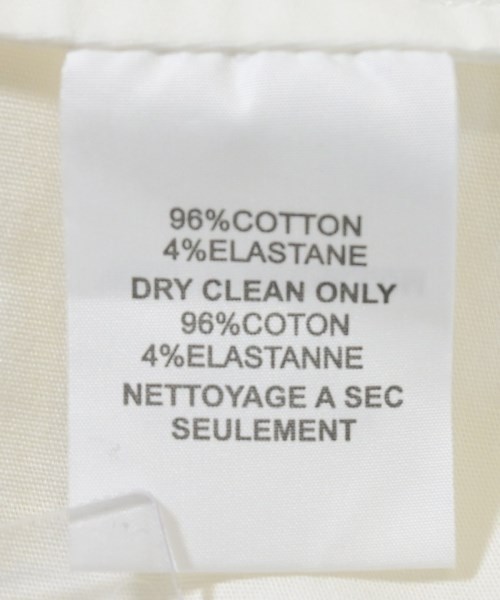 96%COTTON
4%ELASTANE
DRY CLEAN ONLY
96%COTON
4%ELASTANNE
NETTOYAGE A SEC
SEULEMENT